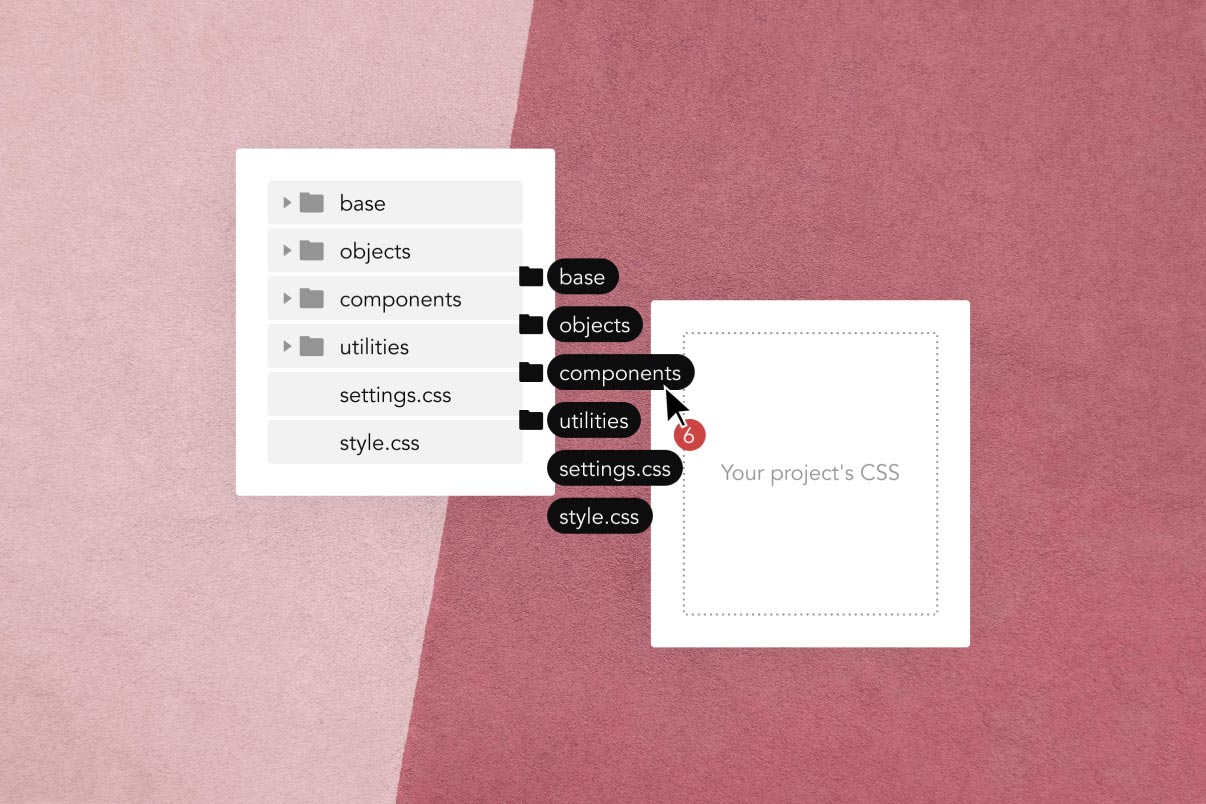 base
objects
components
utilities
settings.css
style.css
base
objects
components
utilities
settings.css
style.css
6
Your project's CSS